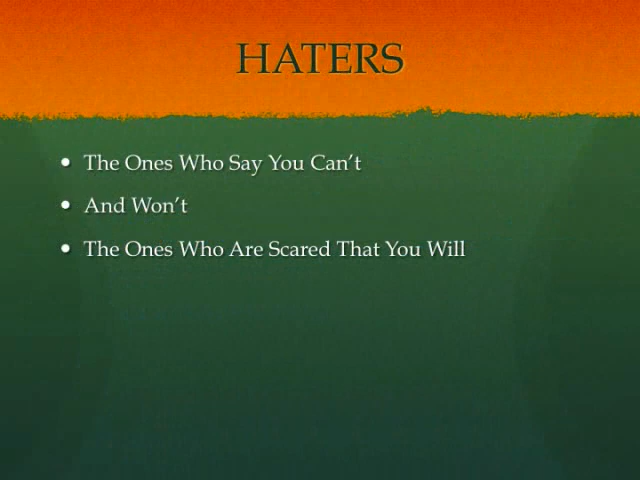 HATERS
• The Ones Who Say You Can't
• And Won't
• The Ones Who Are Scared That You Will